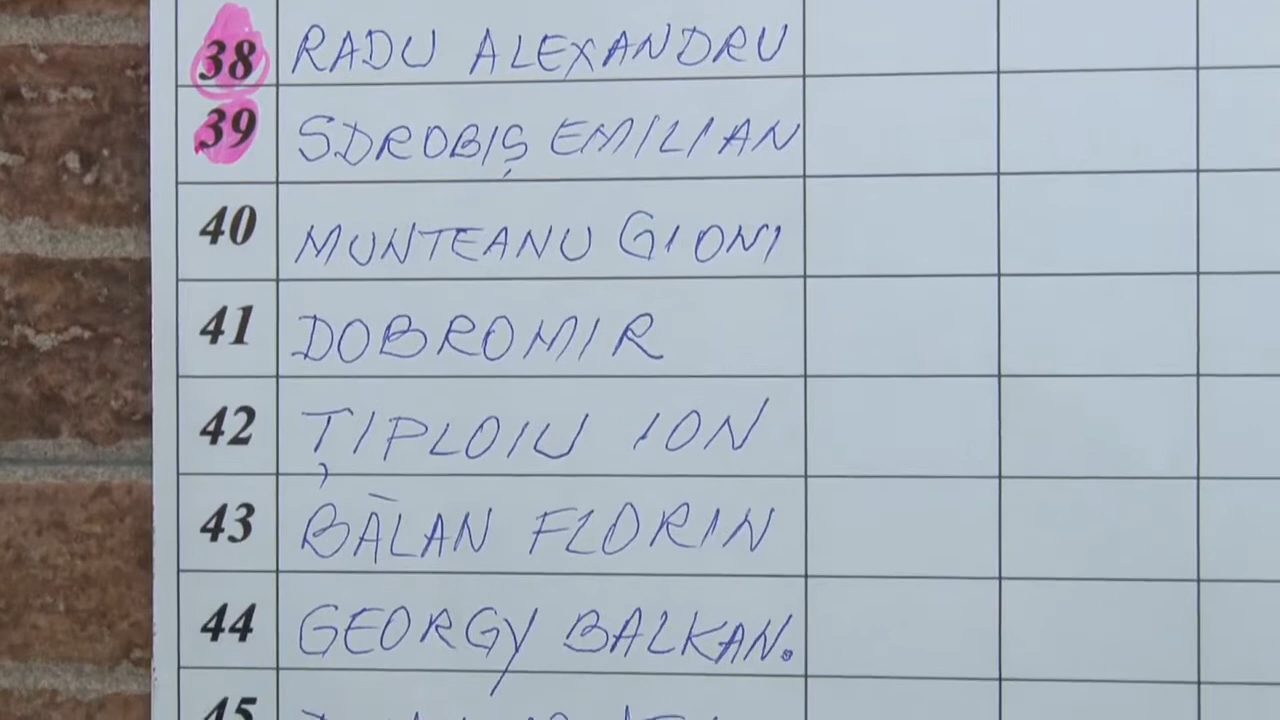 38 RADU ALEXANDRU
39 SDROBIȘ EMILIAN
40 MUNTEANU GIONI
41 DOBROMIR
42 ȚIPLOIU ION
43 BĂLAN FLORIN
44 GEORGY BALKAN.
45